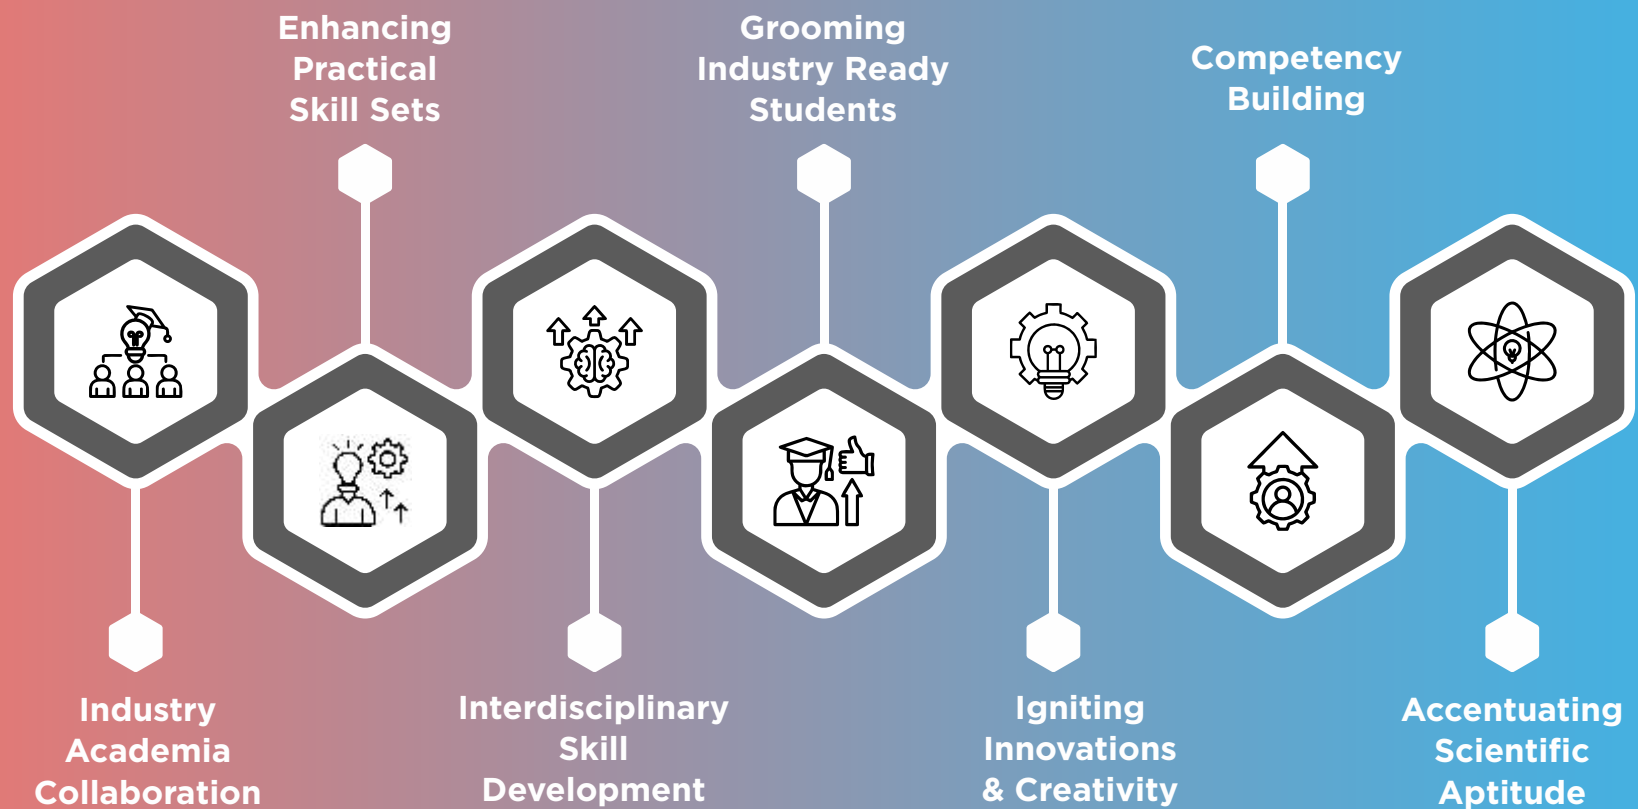 Enhancing
Practical
Skill Sets
Grooming
Industry Ready
Students
Competency
Building
Industry
Academia
Collaboration
Interdisciplinary
Skill
Development
Igniting
Innovations
& Creativity
Accentuating
Scientific
Aptitude